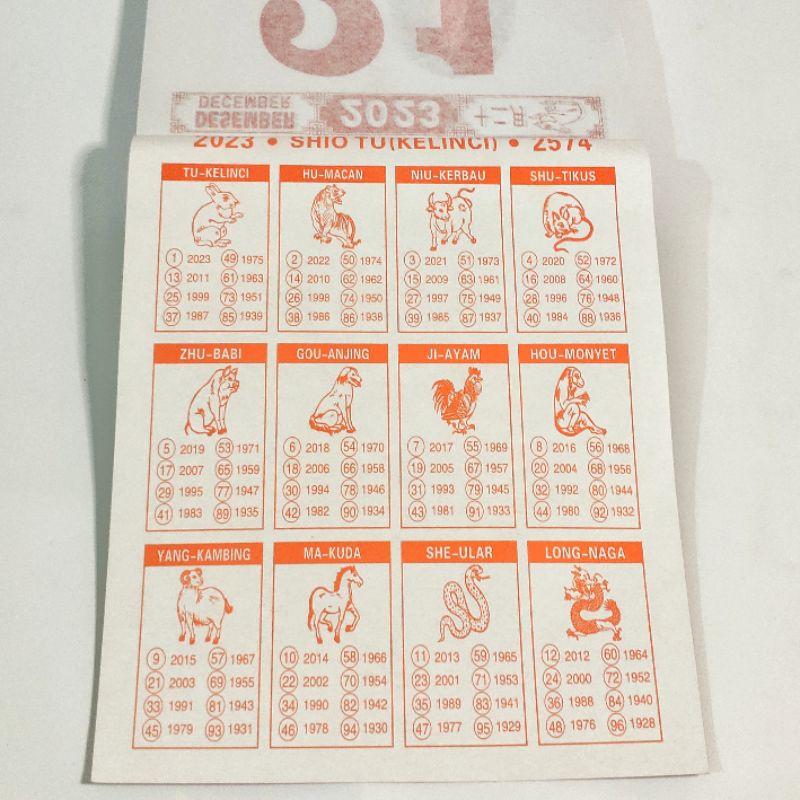 31
DECEMBER
DESEMBER
2023
十二月
2023 • SHIO TU(KELINCI) • 2574
TU-KELINCI
1 2023 49 1975
13 2011 61 1963
25 1999 73 1951
37 1987 85 1939
HU-MACAN
2 2022 50 1974
14 2010 62 1962
26 1998 74 1950
38 1986 86 1938
NIU-KERBAU
3 2021 51 1973
15 2009 63 1961
27 1997 75 1949
39 1985 87 1937
SHU-TIKUS
4 2020 52 1972
16 2008 64 1960
28 1996 76 1948
40 1984 88 1936
ZHU-BABI
5 2019 53 1971
17 2007 65 1959
29 1995 77 1947
41 1983 89 1935
GOU-ANJING
6 2018 54 1970
18 2006 66 1958
30 1994 78 1946
42 1982 90 1934
JI-AYAM
7 2017 55 1969
19 2005 67 1957
31 1993 79 1945
43 1981 91 1933
HOU-MONYET
8 2016 56 1968
20 2004 68 1956
32 1992 80 1944
44 1980 92 1932
YANG-KAMBING
9 2015 57 1967
21 2003 69 1955
33 1991 81 1943
45 1979 93 1931
MA-KUDA
10 2014 58 1966
22 2002 70 1954
34 1990 82 1942
46 1978 94 1930
SHE-ULAR
11 2013 59 1965
23 2001 71 1953
35 1989 83 1941
47 1977 95 1929
LONG-NAGA
12 2012 60 1964
24 2000 72 1952
36 1988 84 1940
48 1976 96 1928